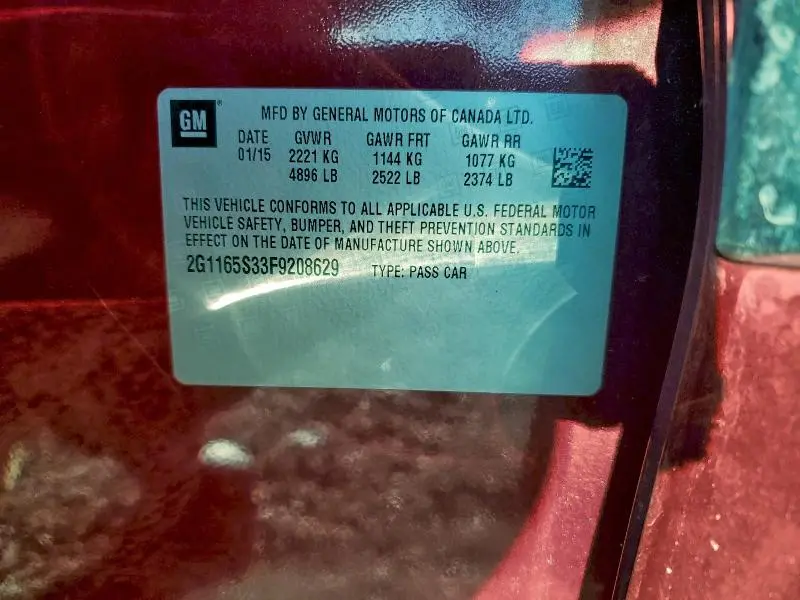 GM® MFD BY GENERAL MOTORS OF CANADA LTD.
DATE GVWR GAWR FRT GAWR RR
01/15 2221 KG 1144 KG 1077 KG
4896 LB 2522 LB 2374 LB
THIS VEHICLE CONFORMS TO ALL APPLICABLE U.S. FEDERAL MOTOR
VEHICLE SAFETY, BUMPER, AND THEFT PREVENTION STANDARDS IN
EFFECT ON THE DATE OF MANUFACTURE SHOWN ABOVE.
2G1165S33F9208629 TYPE: PASS CAR